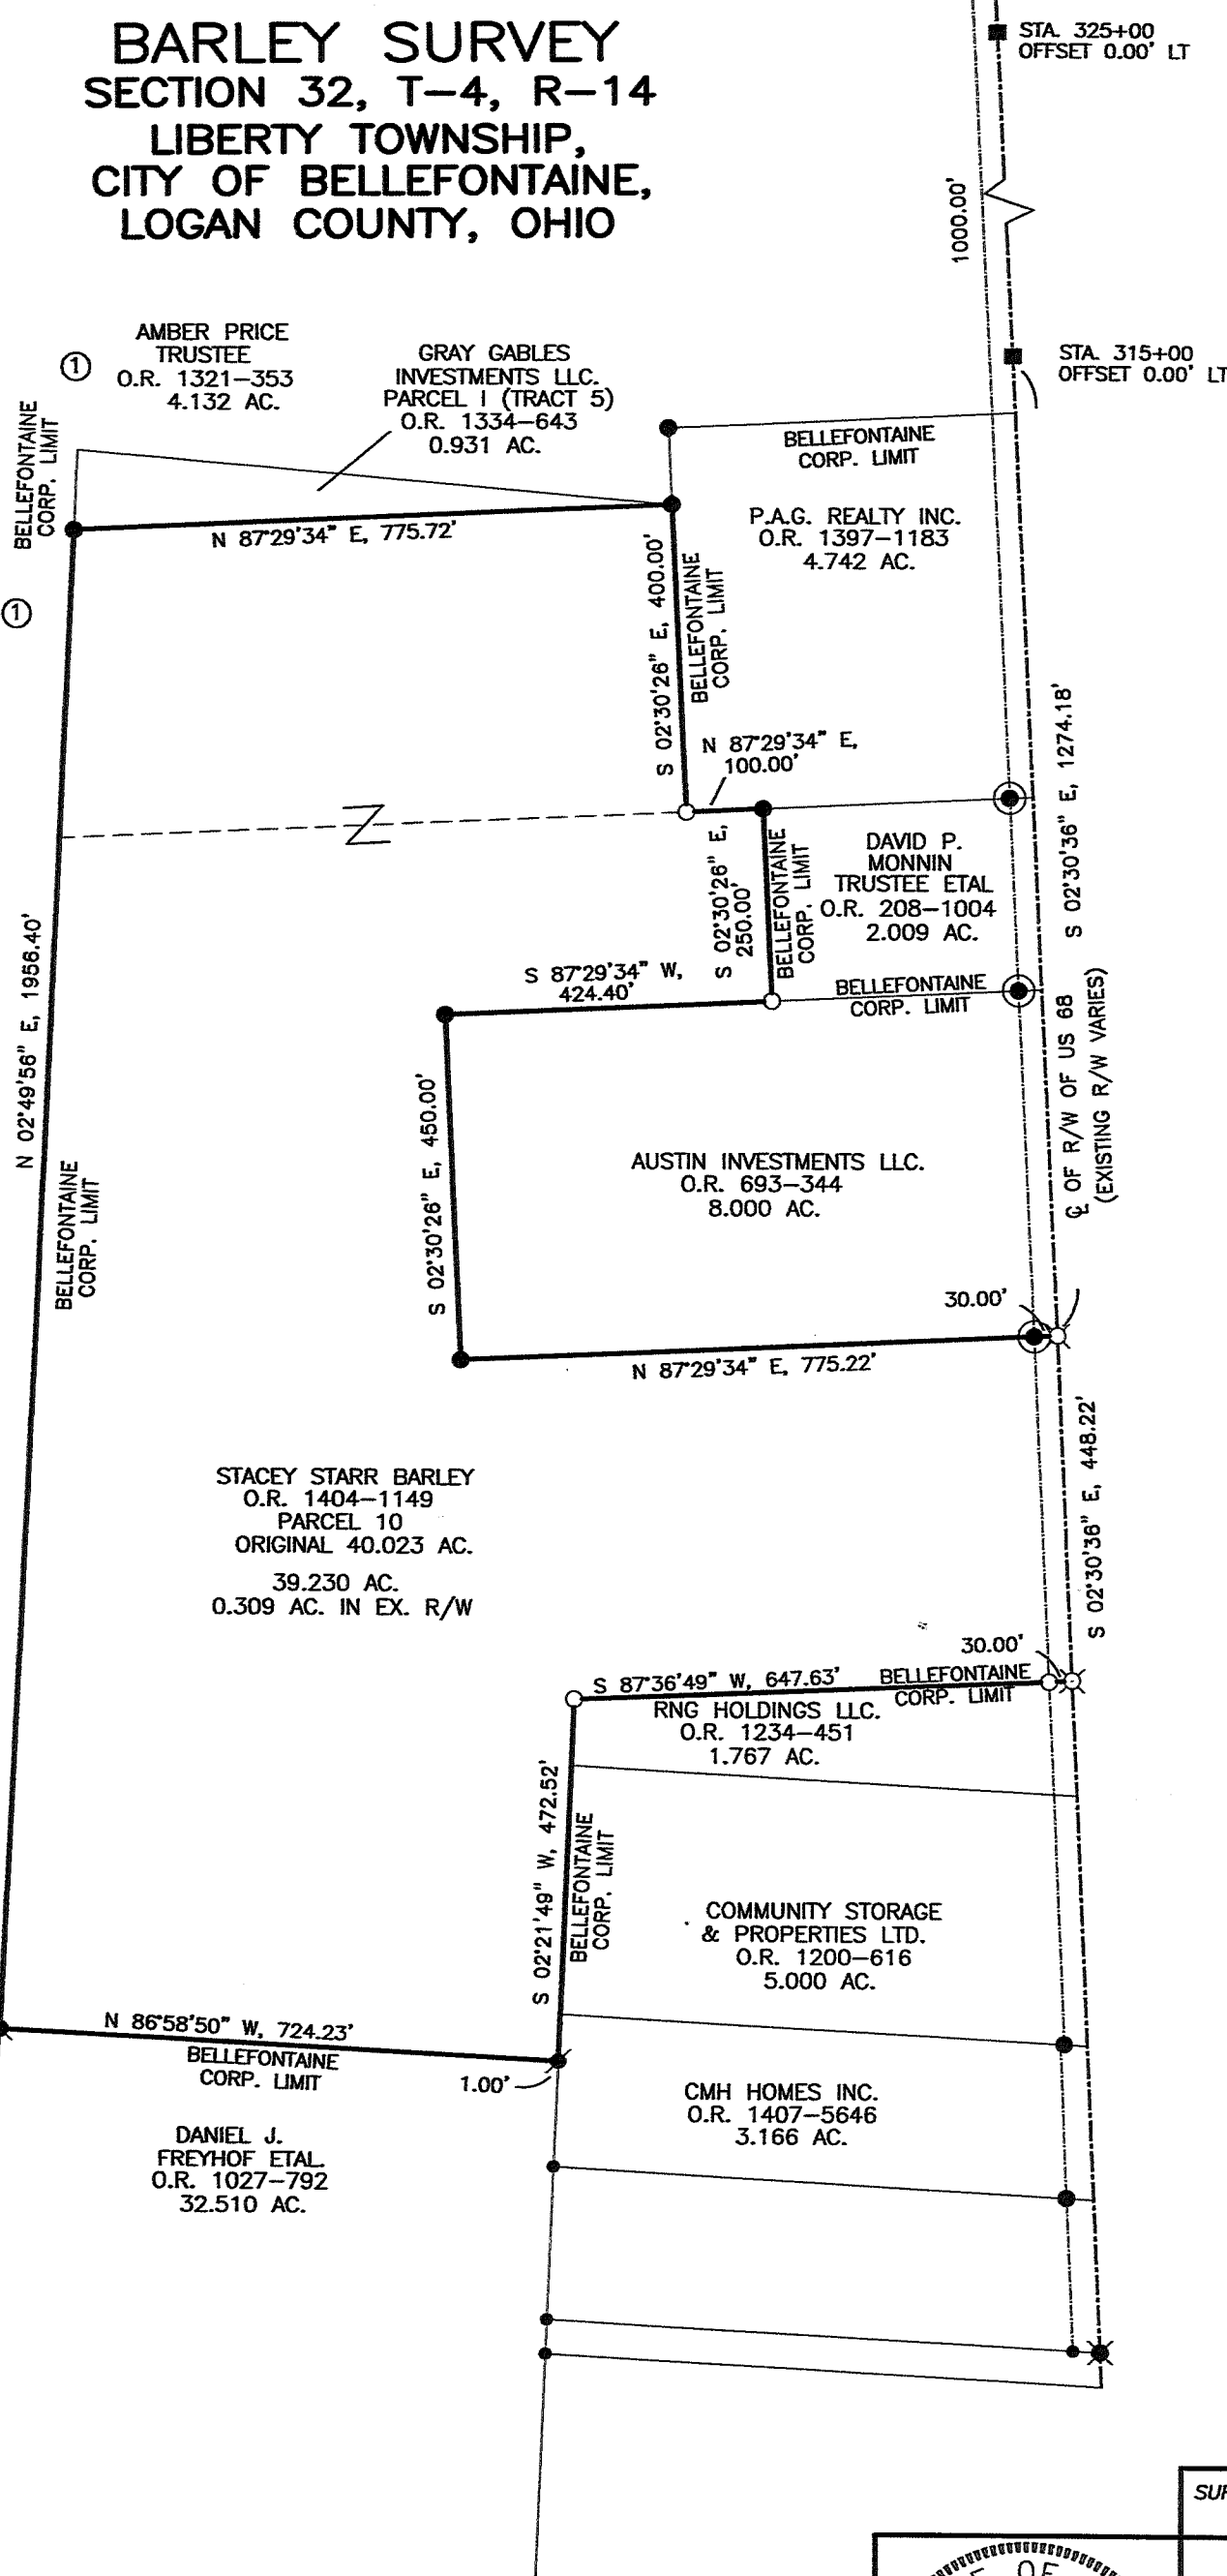 BARLEY SURVEY
SECTION 32, T-4, R-14
LIBERTY TOWNSHIP,
CITY OF BELLEFONTAINE,
LOGAN COUNTY, OHIO
STA. 325+00
OFFSET 0.00' LT
1000.00'
STA. 315+00
OFFSET 0.00' LT
1
AMBER PRICE
TRUSTEE
O.R. 1321-353
4.132 AC.
GRAY GABLES
INVESTMENTS LLC.
PARCEL I (TRACT 5)
O.R. 1334-643
0.931 AC.
BELLEFONTAINE
CORP. LIMIT
BELLEFONTAINE
CORP. LIMIT
N 87°29'34" E, 775.72'
P.A.G. REALTY INC.
O.R. 1397-1183
4.742 AC.
1
S 02°30'26" E, 400.00'
BELLEFONTAINE
CORP. LIMIT
N 87°29'34" E,
100.00'
S 02°30'36" E, 1274.18'
S 02°30'26" E,
250.00'
BELLEFONTAINE
CORP. LIMIT
DAVID P.
MONNIN
TRUSTEE ETAL
O.R. 208-1004
2.009 AC.
N 02°49'56" E, 1956.40'
S 87°29'34" W,
424.40'
BELLEFONTAINE
CORP. LIMIT
℄ OF R/W OF US 68
(EXISTING R/W VARIES)
S 02°30'26" E, 450.00'
AUSTIN INVESTMENTS LLC.
O.R. 693-344
8.000 AC.
BELLEFONTAINE
CORP. LIMIT
30.00'
N 87°29'34" E, 775.22'
S 02°30'36" E, 448.22'
STACEY STARR BARLEY
O.R. 1404-1149
PARCEL 10
ORIGINAL 40.023 AC.
39.230 AC.
0.309 AC. IN EX. R/W
30.00'
S 87°36'49" W, 647.63'
BELLEFONTAINE
CORP. LIMIT
RNG HOLDINGS LLC.
O.R. 1234-451
1.767 AC.
S 02°21'49" W, 472.52'
BELLEFONTAINE
CORP. LIMIT
COMMUNITY STORAGE
& PROPERTIES LTD.
O.R. 1200-616
5.000 AC.
N 86°58'50" W, 724.23'
BELLEFONTAINE
CORP. LIMIT
1.00'
CMH HOMES INC.
O.R. 1407-5646
3.166 AC.
DANIEL J.
FREYHOF ETAL.
O.R. 1027-792
32.510 AC.
OF